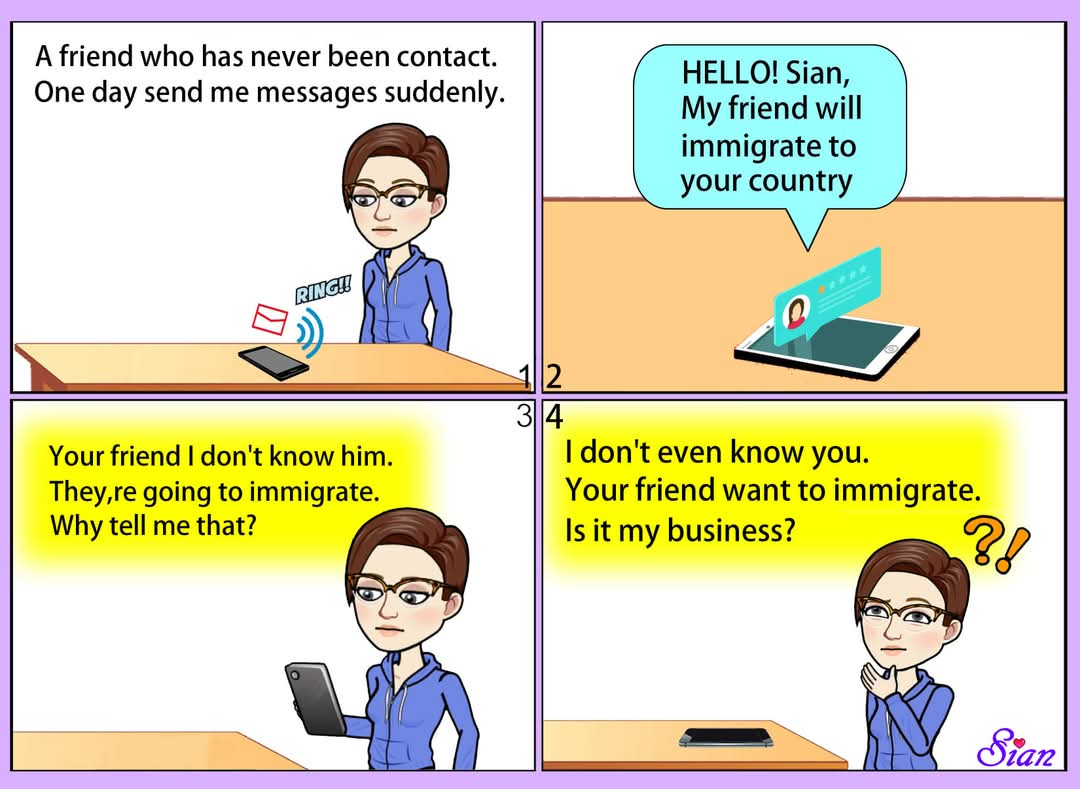 A friend who has never been contact.
One day send me messages suddenly.
RING!!
1
2
HELLO! Sian,
My friend will
immigrate to
your country
3
Your friend I don't know him.
They,re going to immigrate.
Why tell me that?
4
I don't even know you.
Your friend want to immigrate.
Is it my business?
?!
Sian